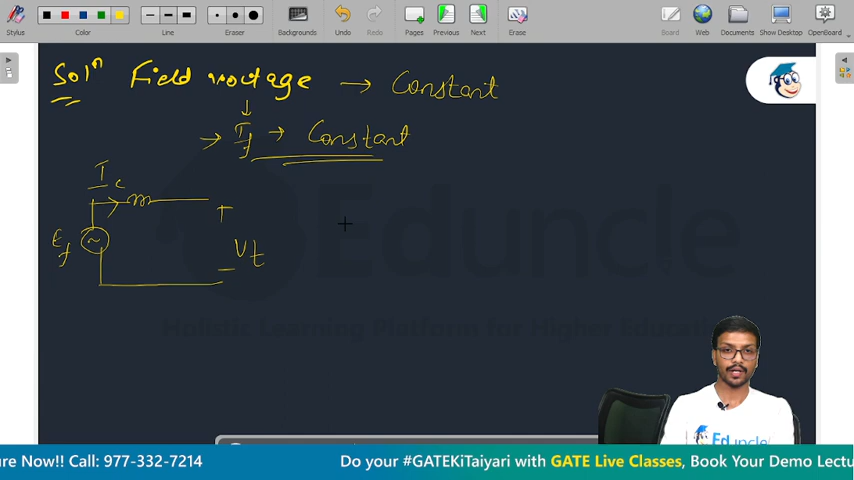 Stylus
Color
Line
Eraser
Backgrounds
Undo
Redo
Pages
Previous
Next
Erase
Board
Web
Documents
Show Desktop
OpenBoard
Solⁿ Field voltage → Constant
→ If → Constant
Ic
Ef
+
Vt
−
Eduncle
Holistic Learning Platform for Higher Educat
Eduncle
ure Now!! Call: 977-332-7214
Do your #GATEKiTaiyari with GATE Live Classes, Book Your Demo Lectu